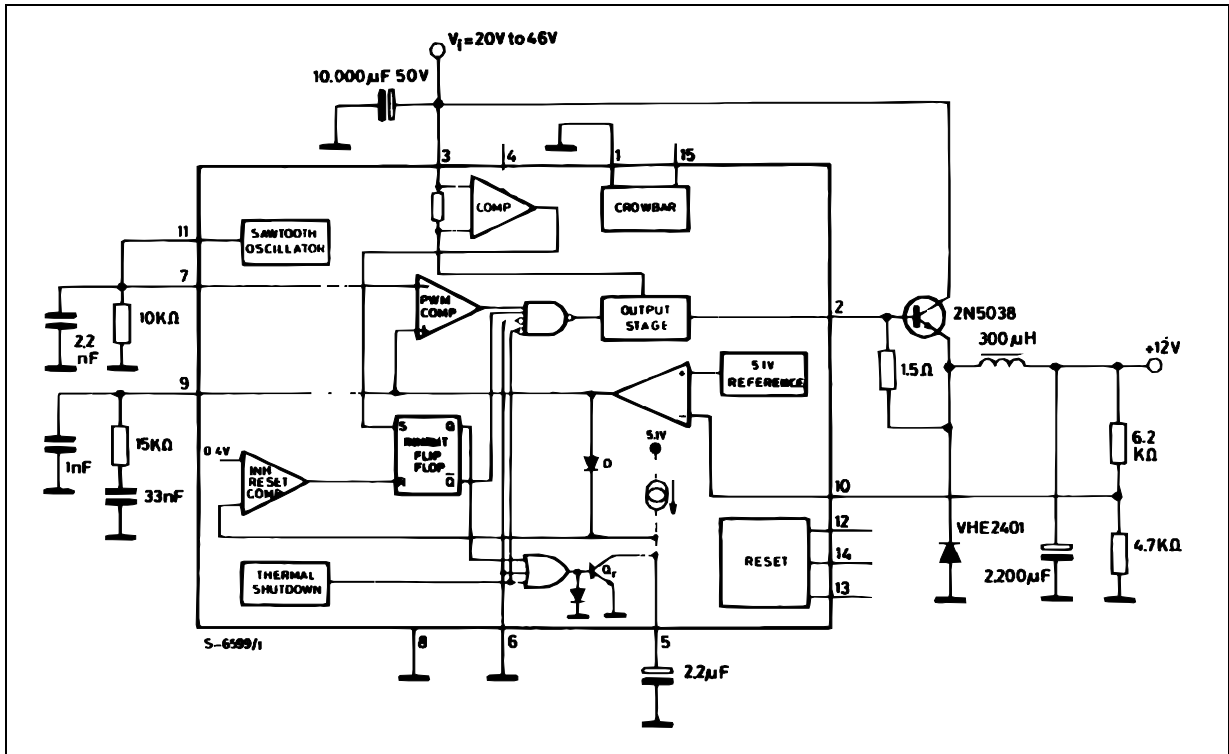 Vi=20V to 46V
10.000µF 50V
3
4
1
15
COMP
CROWBAR
11
SAWTOOTH
OSCILLATOR
7
PWM
COMP
OUTPUT
STAGE
2
2N5038
300µH
+12V
10KΩ
2.2
nF
1.5Ω
9
+
5.1V
REFERENCE
-
S
Q
INHIBIT
FLIP
FLOP
R
Q̅
5.1V
6.2
KΩ
15KΩ
1nF
33nF
0.4V
INH
RESET
COMP
D
10
12
RESET
14
13
VHE2401
2.200µF
4.7KΩ
THERMAL
SHUTDOWN
Qr
S-6599/1
8
6
5
2.2µF